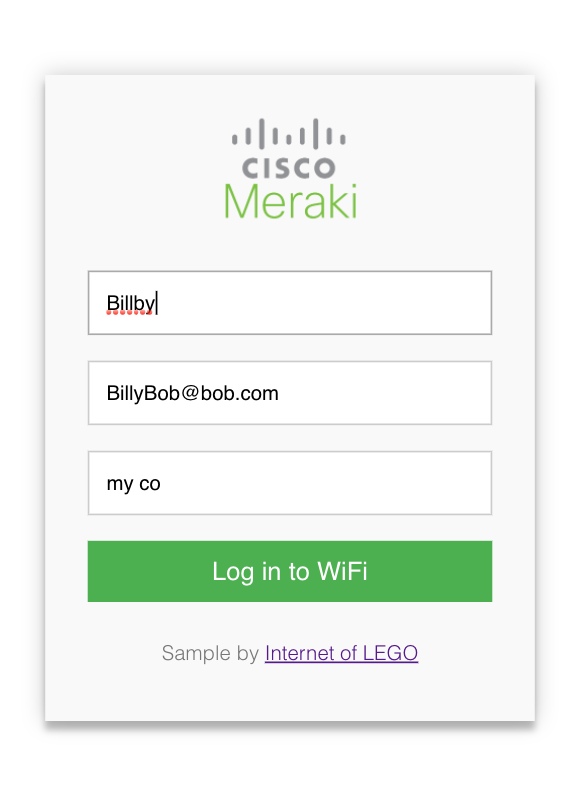 CISCO
Meraki
Billby
BillyBob@bob.com
my co
Log in to WiFi
Sample by Internet of LEGO